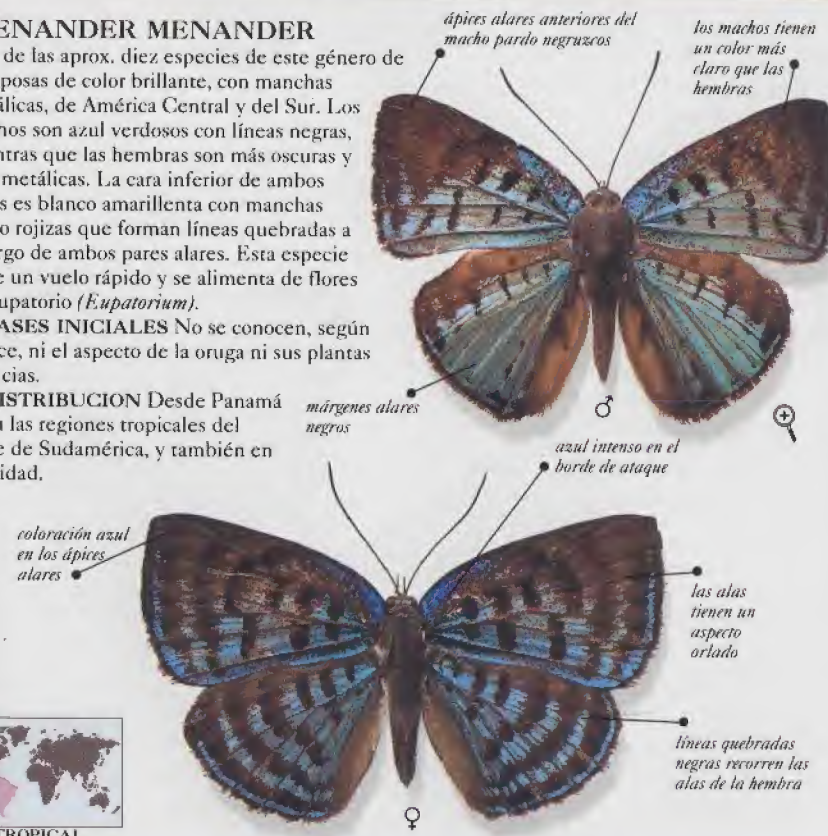 ENANDER MENANDER
de las aprox. diez especies de este género de
posas de color brillante, con manchas
álicas, de América Central y del Sur. Los
hos son azul verdosos con líneas negras,
ntras que las hembras son más oscuras y
metálicas. La cara inferior de ambos
s es blanco amarillenta con manchas
o rojizas que forman líneas quebradas a
rgo de ambos pares alares. Esta especie
e un vuelo rápido y se alimenta de flores
upatorio (Eupatorium).
ASES INICIALES No se conocen, según
ce, ni el aspecto de la oruga ni sus plantas
cias.
ISTRIBUCION Desde Panamá
a las regiones tropicales del
e de Sudamérica, y también en
idad.
ápices alares anteriores del
macho pardo negruzcos
los machos tienen
un color más
claro que las
hembras
márgenes alares
negros
♂
azul intenso en el
borde de ataque
coloración azul
en los ápices
alares
las alas
tienen un
aspecto
orlado
líneas quebradas
negras recorren las
alas de la hembra
♀
TROPICAL